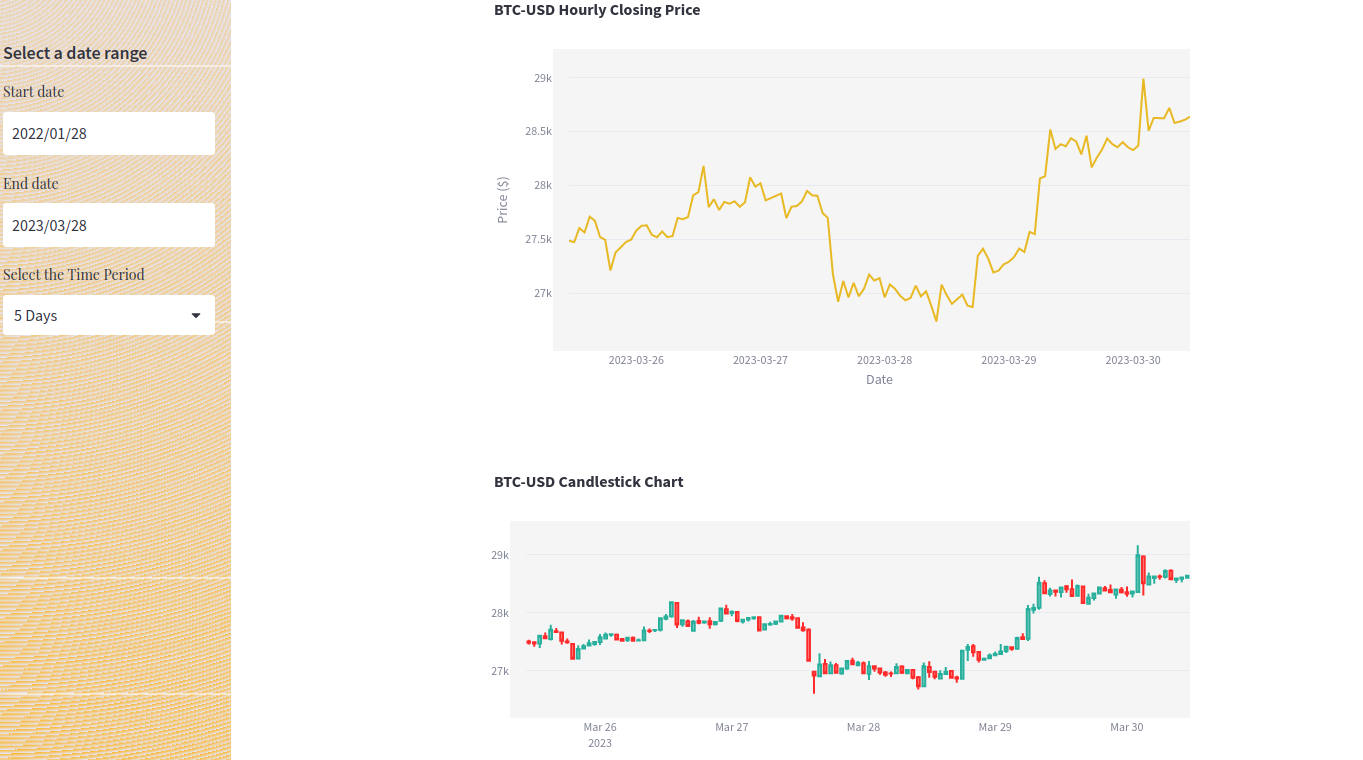 Select a date range
Start date
2022/01/28
End date
2023/03/28
Select the Time Period
5 Days
BTC-USD Hourly Closing Price
29k
28.5k
28k
27.5k
27k
Price ($)
2023-03-26 2023-03-27 2023-03-28 2023-03-29 2023-03-30
Date
BTC-USD Candlestick Chart
29k
28k
27k
Mar 26 Mar 27 Mar 28 Mar 29 Mar 30
2023